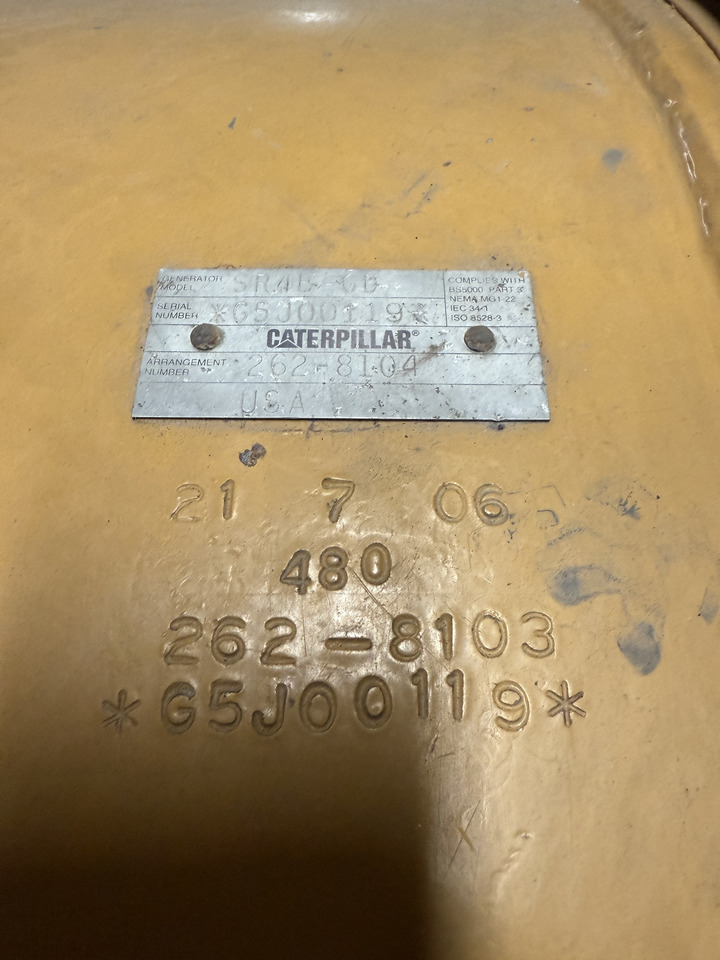 GENERATOR MODEL SR4B-GD
SERIAL NUMBER *G5J00119*
COMPLIES WITH
BS5000 PART 3
NEMA MG1-22
IEC 34-1
ISO 8528-3
CATERPILLAR®
ARRANGEMENT NUMBER 262-8104
USA
21 7 06
480
262-8103
*G5J00119*